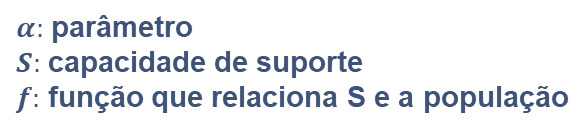 α: parâmetro
S: capacidade de suporte
f: função que relaciona S e a população